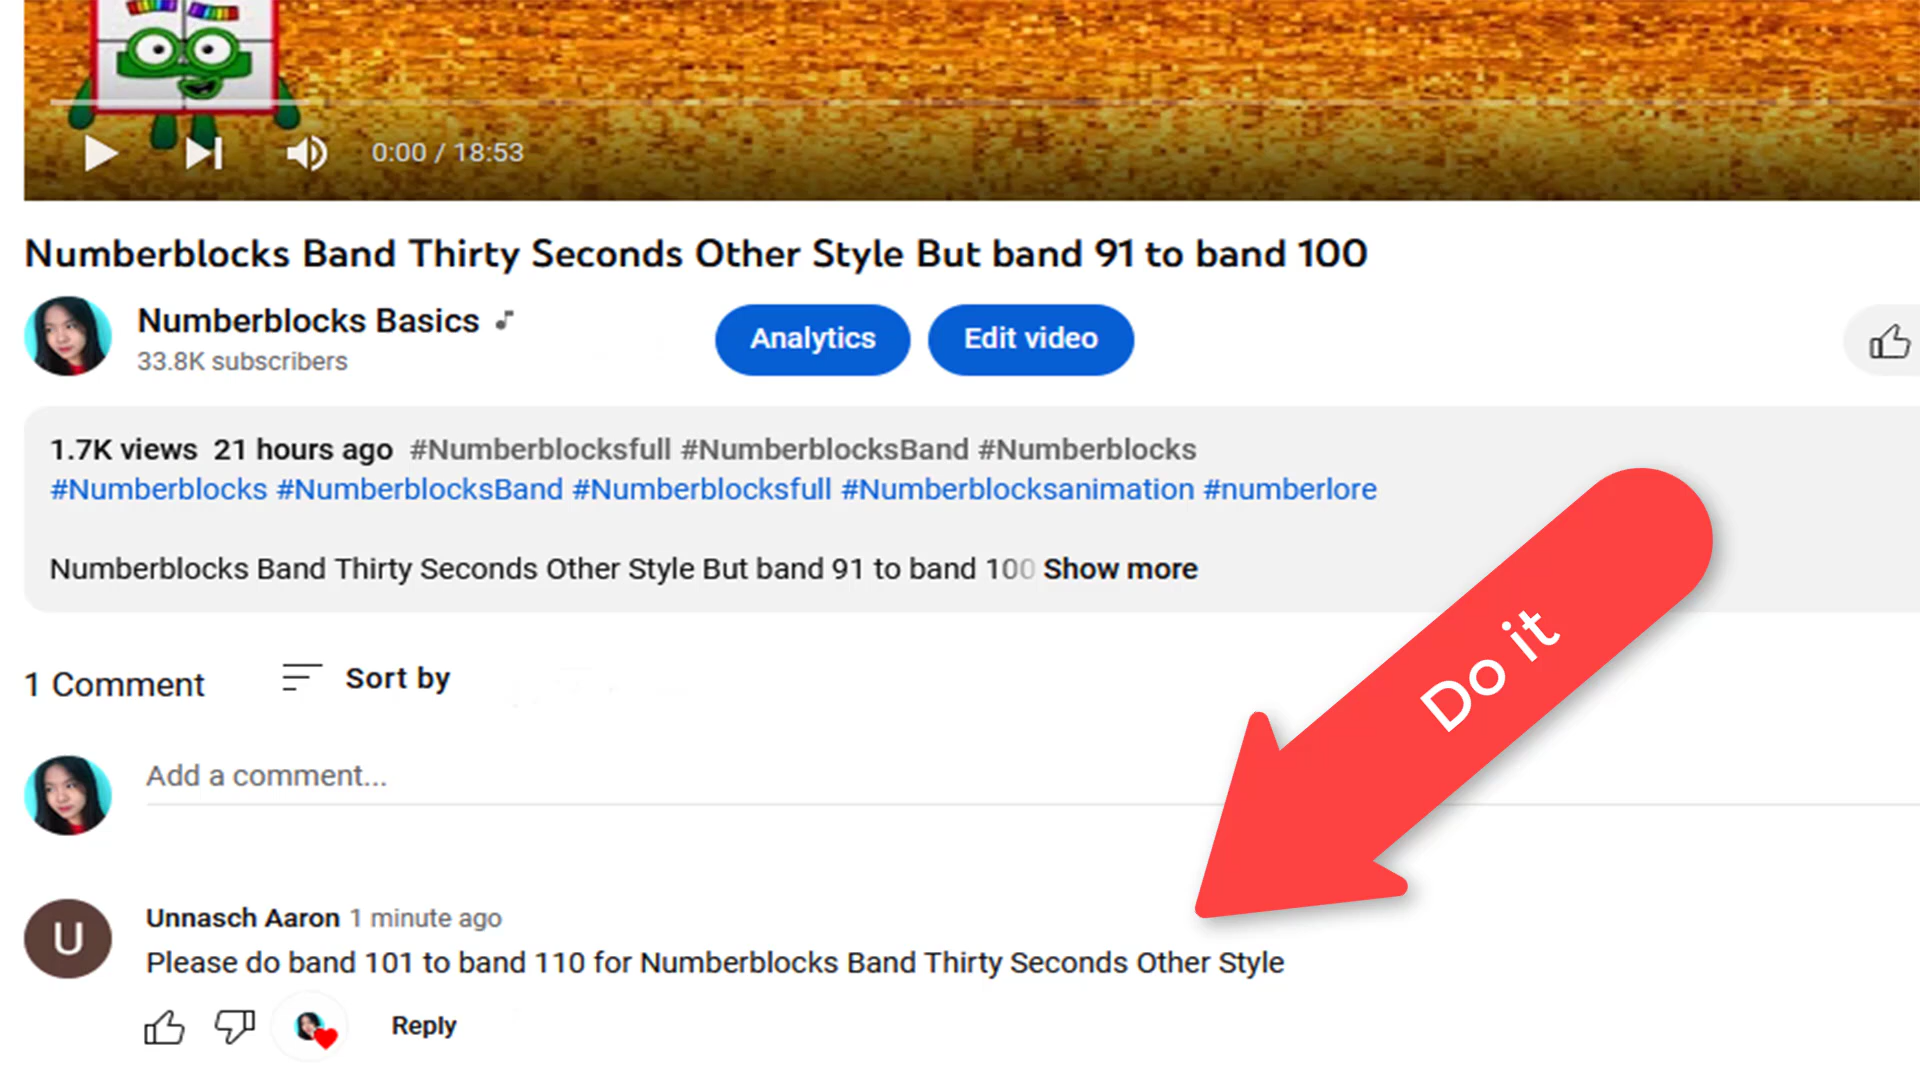 0:00 / 18:53
Numberblocks Band Thirty Seconds Other Style But band 91 to band 100
Numberblocks Basics
33.8K subscribers
Analytics
Edit video
1.7K views 21 hours ago #Numberblocksfull #NumberblocksBand #Numberblocks
#Numberblocks #NumberblocksBand #Numberblocksfull #Numberblocksanimation #numberlore
Numberblocks Band Thirty Seconds Other Style But band 91 to band 100 Show more
Do it
1 Comment
Sort by
Add a comment...
U
Unnasch Aaron 1 minute ago
Please do band 101 to band 110 for Numberblocks Band Thirty Seconds Other Style
Reply